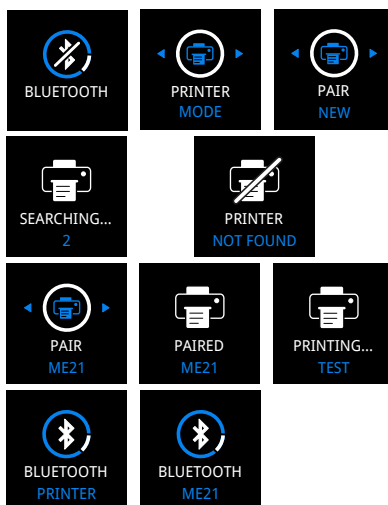 BLUETOOTH
PRINTER
MODE
PAIR
NEW
SEARCHING...
2
PRINTER
NOT FOUND
PAIR
ME21
PAIRED
ME21
PRINTING...
TEST
BLUETOOTH
PRINTER
BLUETOOTH
ME21